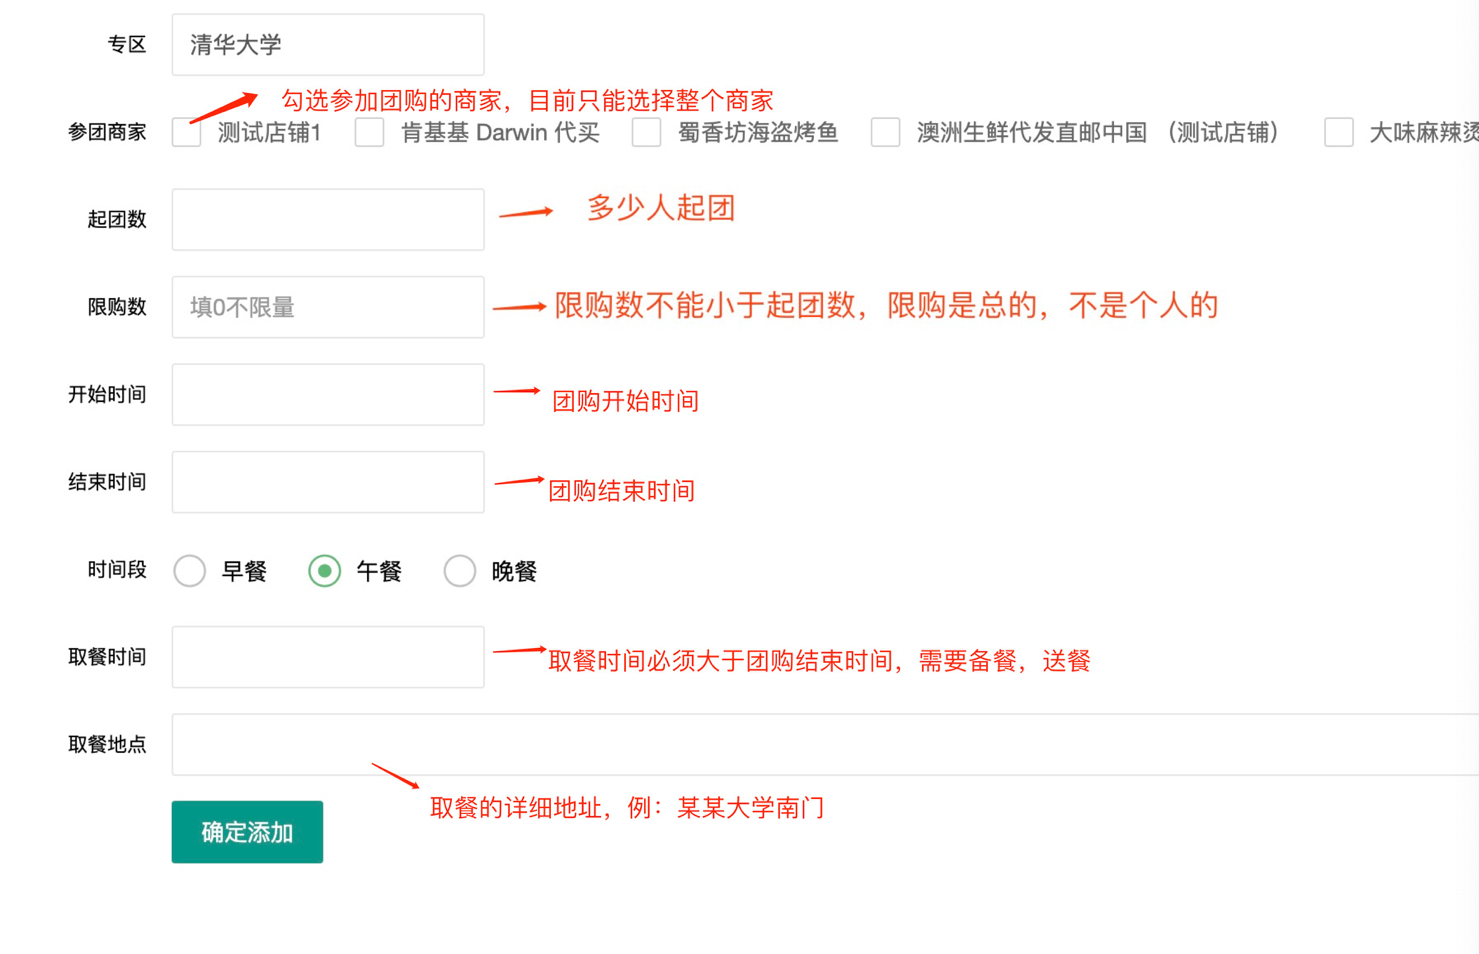 专区 清华大学
勾选参加团购的商家，目前只能选择整个商家
参团商家 测试店铺1 肯基基 Darwin 代买 蜀香坊海盗烤鱼 澳洲生鲜代发直邮中国 （测试店铺） 大味麻辣烫
起团数 多少人起团
限购数 填0不限量 限购数不能小于起团数，限购是总的，不是个人的
开始时间 团购开始时间
结束时间 团购结束时间
时间段 早餐 午餐 晚餐
取餐时间 取餐时间必须大于团购结束时间，需要备餐，送餐
取餐地点
取餐的详细地址，例：某某大学南门
确定添加